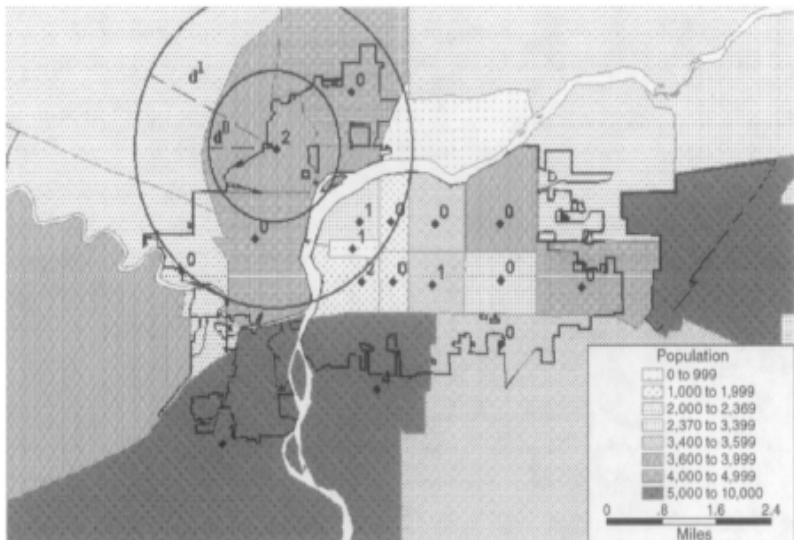 d¹
0
d⁰
2
1
0
0
0
0
1
0
2
0
1
0
0
4
Population
0 to 999
1,000 to 1,999
2,000 to 2,369
2,370 to 3,399
3,400 to 3,599
3,600 to 3,999
4,000 to 4,999
5,000 to 10,000
0 .8 1.6 2.4
Miles